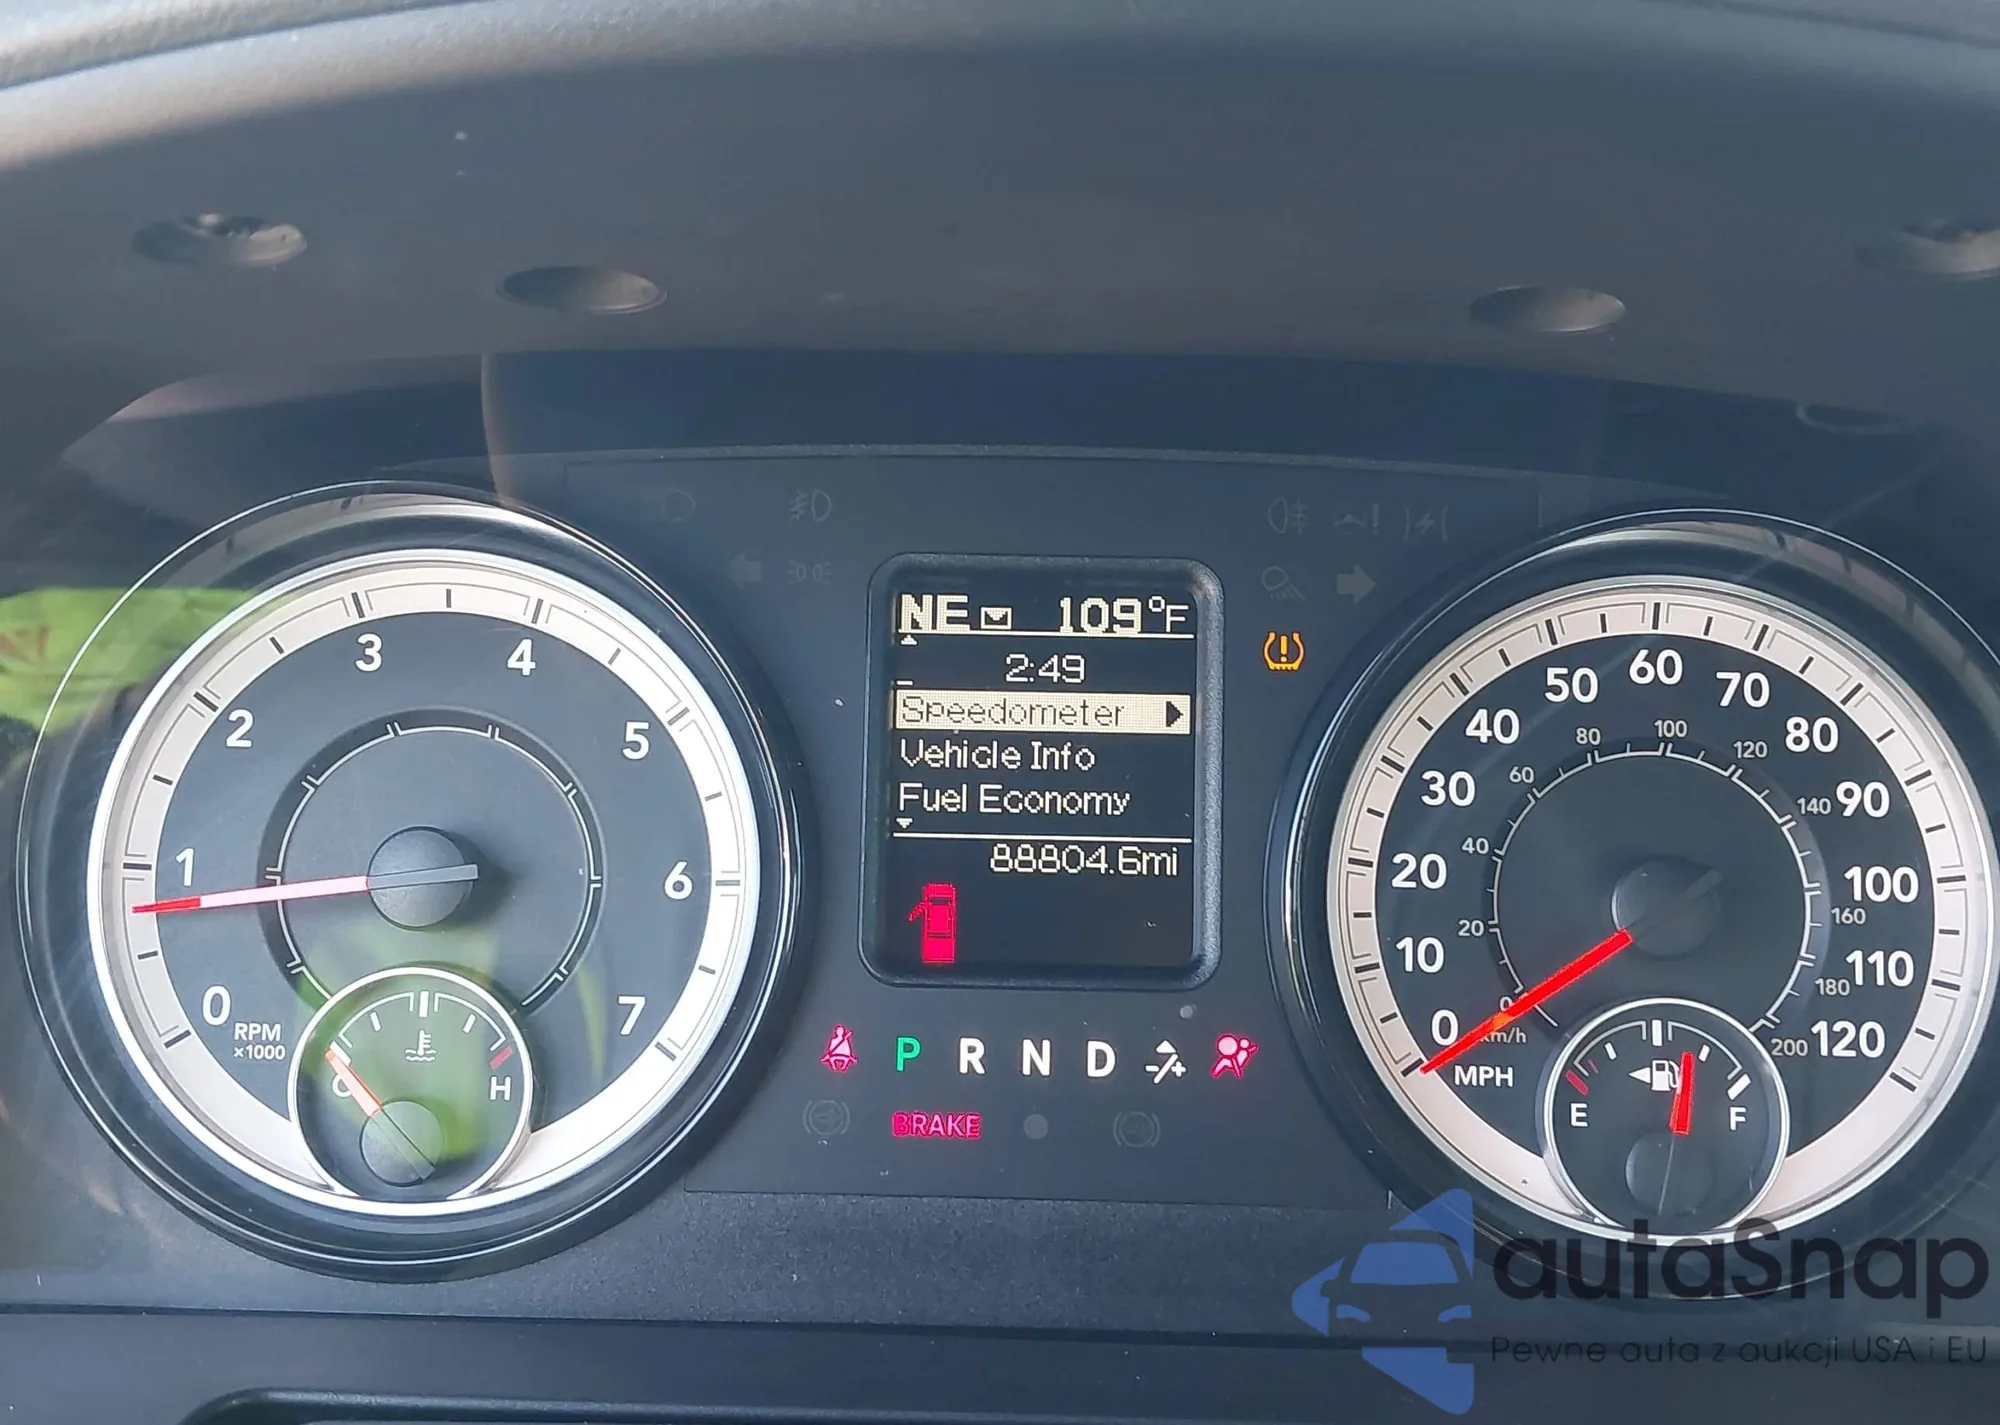 NE 109°F
2:49
Speedometer
Vehicle Info
Fuel Economy
88804.6mi
P R N D -/+
BRAKE
0 1 2 3 4 5 6 7
RPM
x1000
C H
0 10 20 30 40 50 60 70 80 90 100 110 120
0 20 40 60 80 100 120 140 160 180 200
km/h
MPH
E F
autaSnap
Pewne auta z aukcji USA i EU